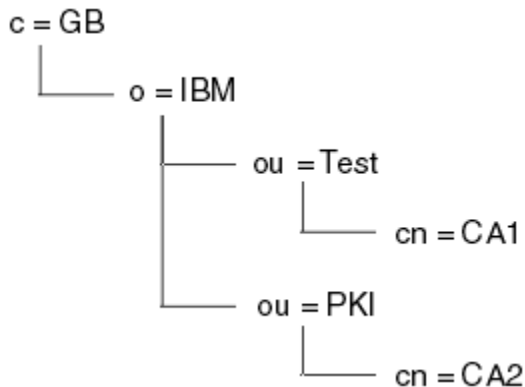 c = GB
o = IBM
ou = Test
cn = CA1
ou = PKI
cn = CA2